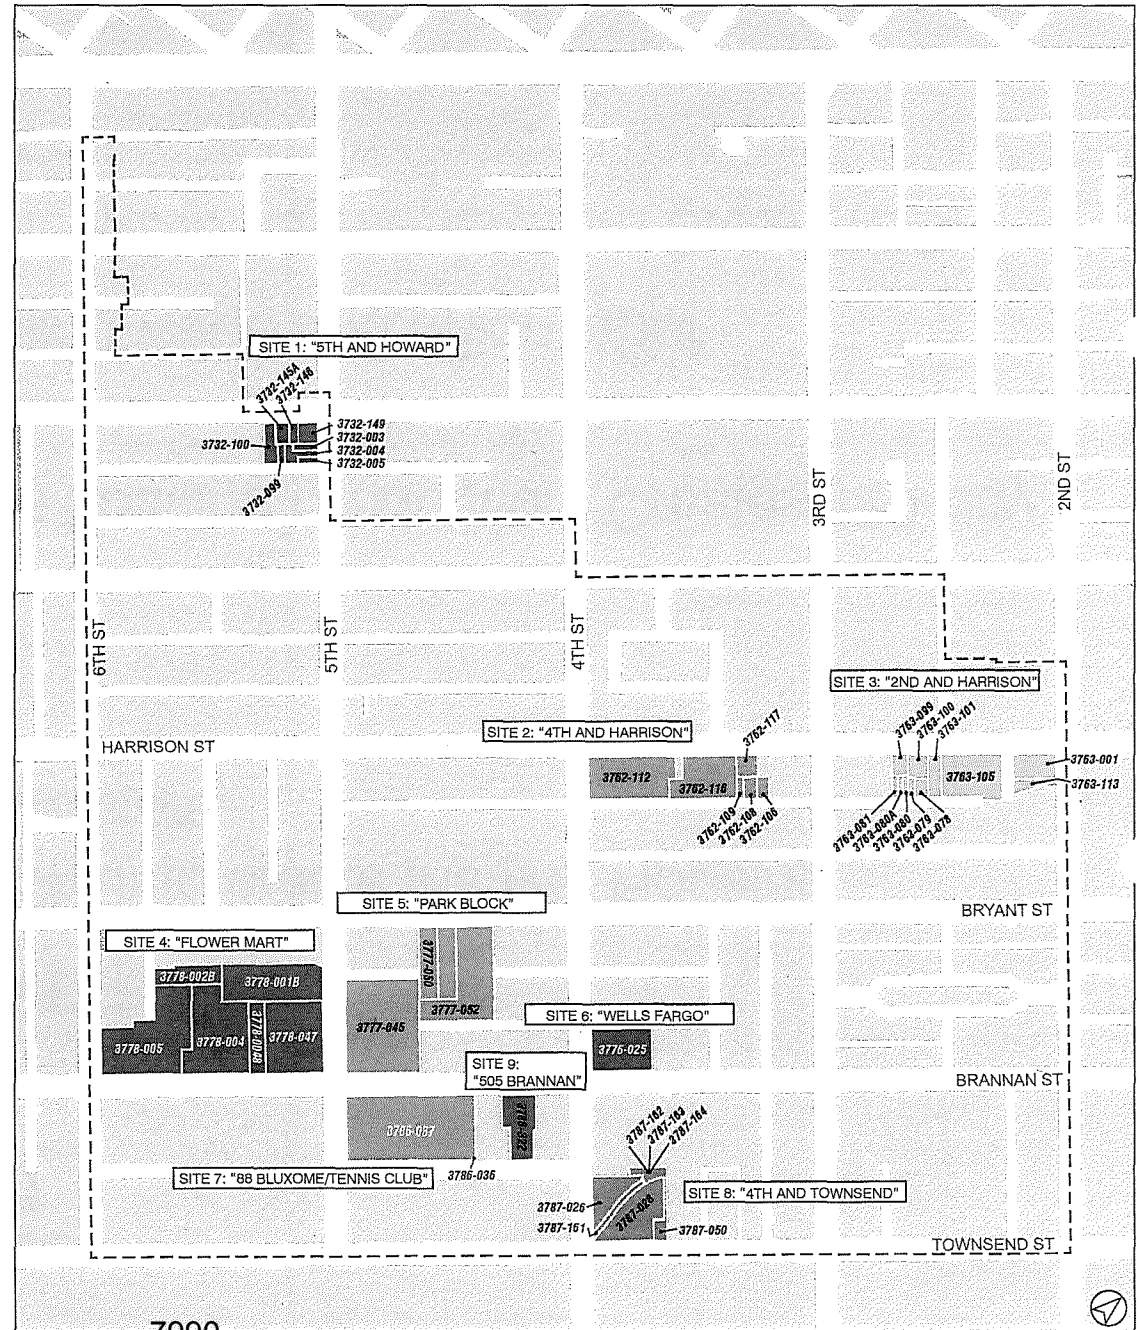 SITE 1: "5TH AND HOWARD"
3732-145A
3732-146
3732-149
3732-003
3732-100
3732-004
3732-005
3732-099
3RD ST
2ND ST
6TH ST
5TH ST
4TH ST
SITE 3: "2ND AND HARRISON"
3763-099
3763-100
3763-101
SITE 2: "4TH AND HARRISON"
3762-117
HARRISON ST
3762-112
3762-116
3763-105
3763-001
3763-113
3762-109
3762-108
3762-106
3763-081
3763-080A
3763-080
3762-079
3763-078
SITE 5: "PARK BLOCK"
BRYANT ST
SITE 4: "FLOWER MART"
3778-002B
3778-001B
3777-050
3777-052
SITE 6: "WELLS FARGO"
3777-045
3778-005
3778-004
3778-004B
3778-047
3776-025
SITE 9:
"505 BRANNAN"
BRANNAN ST
3786-037
3787-162
3787-163
3787-164
SITE 7: "88 BLUXOME/TENNIS CLUB"
3786-036
SITE 8: "4TH AND TOWNSEND"
3787-026
3787-028
3787-161
3787-050
TOWNSEND ST